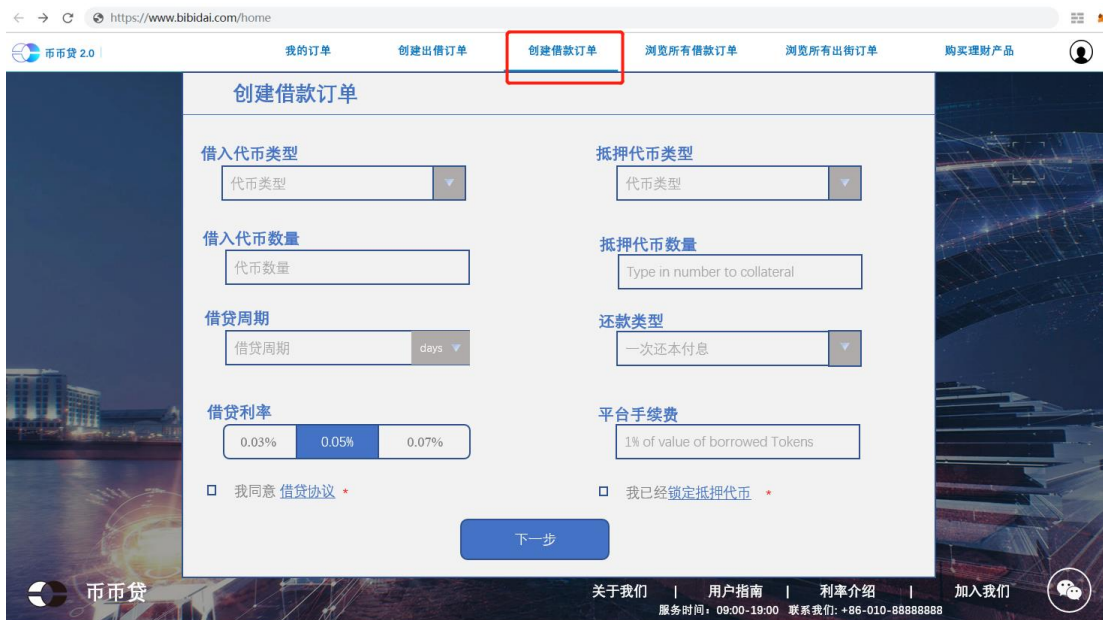 https://www.bibidai.com/home
币币贷 2.0 我的订单 创建出借订单 创建借款订单 浏览所有借款订单 浏览所有出街订单 购买理财产品
创建借款订单
借入代币类型 抵押代币类型
代币类型 代币类型
借入代币数量 抵押代币数量
代币数量 Type in number to collateral
借贷周期 还款类型
借贷周期 days 一次还本付息
借贷利率 平台手续费
0.03% 0.05% 0.07% 1% of value of borrowed Tokens
我同意 借贷协议 * 我已经锁定抵押代币 *
下一步
币币贷 关于我们 | 用户指南 | 利率介绍 | 加入我们
服务时间：09:00-19:00 联系我们: +86-010-88888888